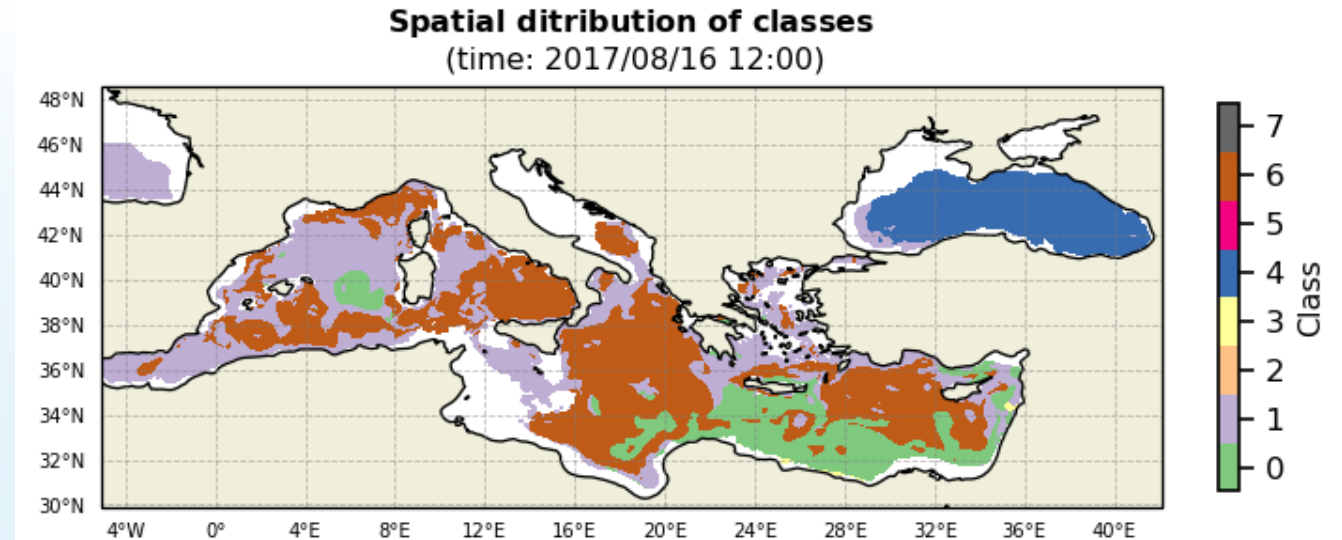 Spatial ditribution of classes
(time: 2017/08/16 12:00)
48°N
46°N
44°N
42°N
40°N
38°N
36°N
34°N
32°N
30°N
4°W 0° 4°E 8°E 12°E 16°E 20°E 24°E 28°E 32°E 36°E 40°E
7
6
5
4
3
2
1
0
Class